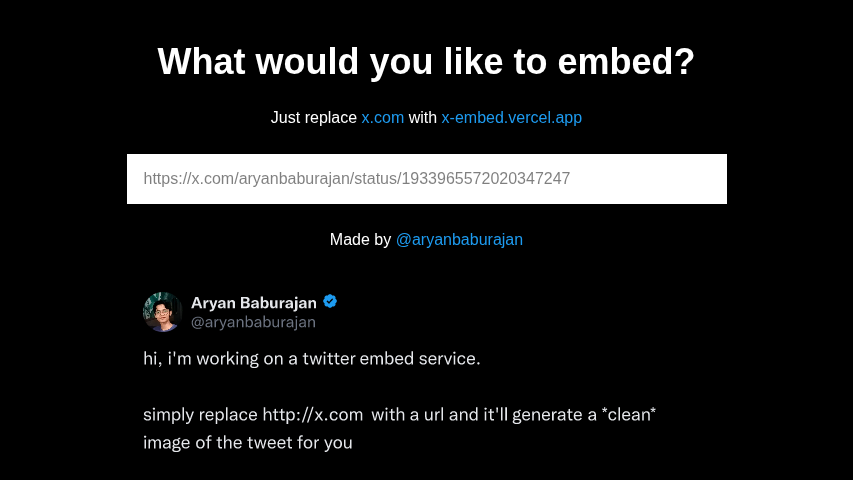 What would you like to embed?
Just replace x.com with x-embed.vercel.app
https://x.com/aryanbaburajan/status/1933965572020347247
Made by @aryanbaburajan
Aryan Baburajan
@aryanbaburajan
hi, i'm working on a twitter embed service.
simply replace http://x.com with a url and it'll generate a *clean*
image of the tweet for you